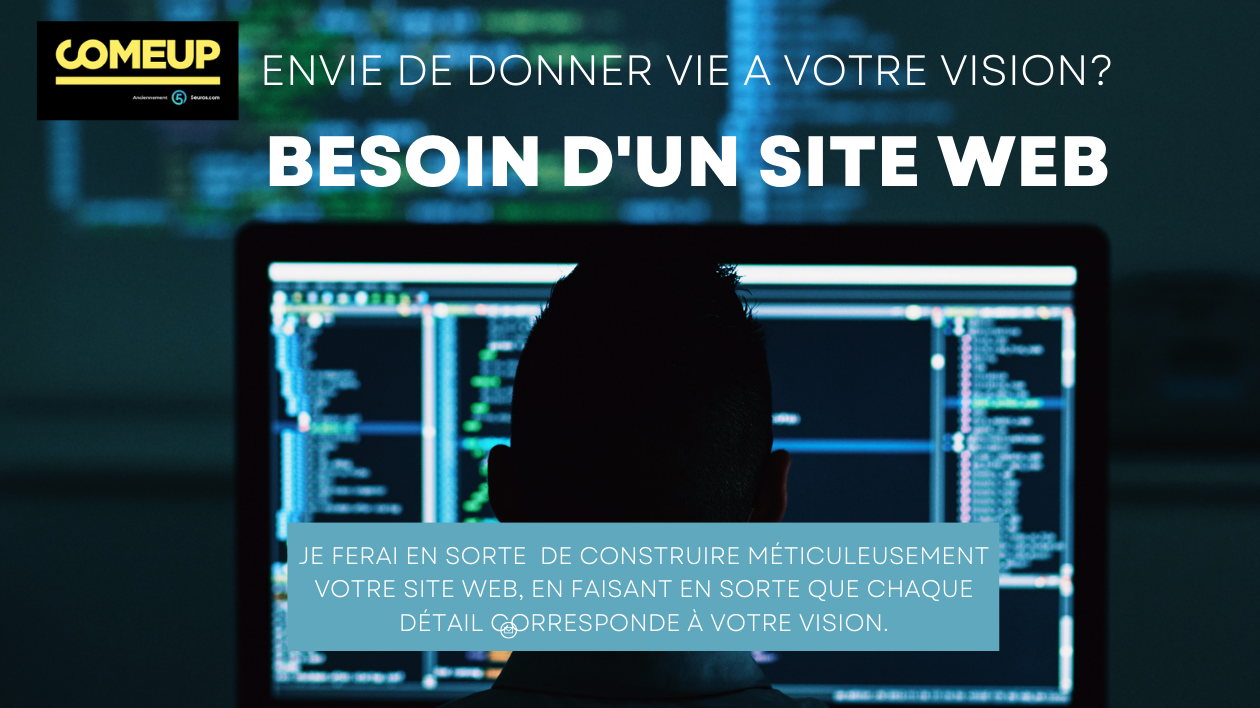 COMEUP
Anciennement 5 5euros.com
ENVIE DE DONNER VIE A VOTRE VISION?
BESOIN D'UN SITE WEB
JE FERAI EN SORTE DE CONSTRUIRE MÉTICULEUSEMENT
VOTRE SITE WEB, EN FAISANT EN SORTE QUE CHAQUE
DÉTAIL CORRESPONDE À VOTRE VISION.